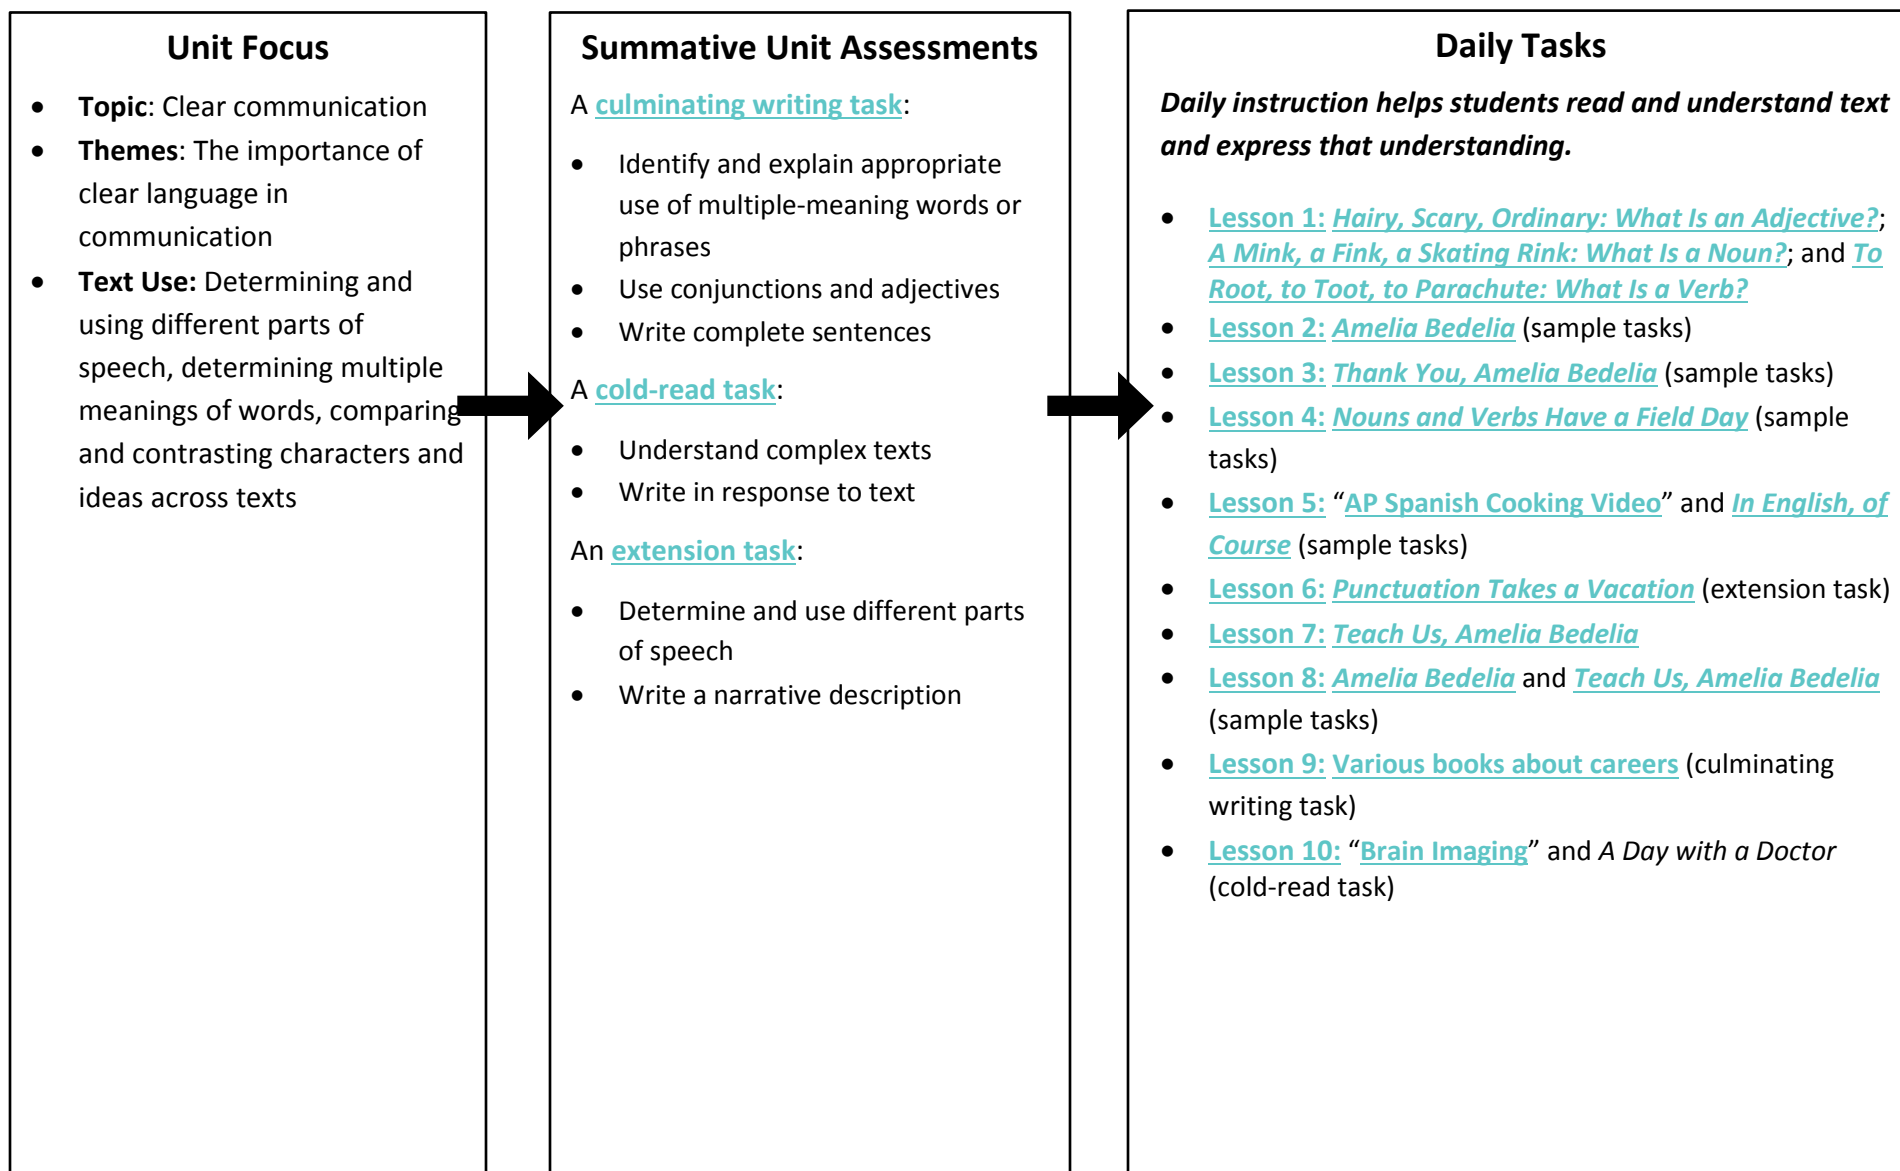 Unit Focus
• Topic: Clear communication
• Themes: The importance of
clear language in
communication
• Text Use: Determining and
using different parts of
speech, determining multiple
meanings of words, comparing
and contrasting characters and
ideas across texts
Summative Unit Assessments
A culminating writing task:
• Identify and explain appropriate
use of multiple-meaning words or
phrases
• Use conjunctions and adjectives
• Write complete sentences
A cold-read task:
• Understand complex texts
• Write in response to text
An extension task:
• Determine and use different parts
of speech
• Write a narrative description
Daily Tasks
Daily instruction helps students read and understand text
and express that understanding.
• Lesson 1: Hairy, Scary, Ordinary: What Is an Adjective?;
A Mink, a Fink, a Skating Rink: What Is a Noun?; and To
Root, to Toot, to Parachute: What Is a Verb?
• Lesson 2: Amelia Bedelia (sample tasks)
• Lesson 3: Thank You, Amelia Bedelia (sample tasks)
• Lesson 4: Nouns and Verbs Have a Field Day (sample
tasks)
• Lesson 5: “AP Spanish Cooking Video” and In English, of
Course (sample tasks)
• Lesson 6: Punctuation Takes a Vacation (extension task)
• Lesson 7: Teach Us, Amelia Bedelia
• Lesson 8: Amelia Bedelia and Teach Us, Amelia Bedelia
(sample tasks)
• Lesson 9: Various books about careers (culminating
writing task)
• Lesson 10: “Brain Imaging” and A Day with a Doctor
(cold-read task)